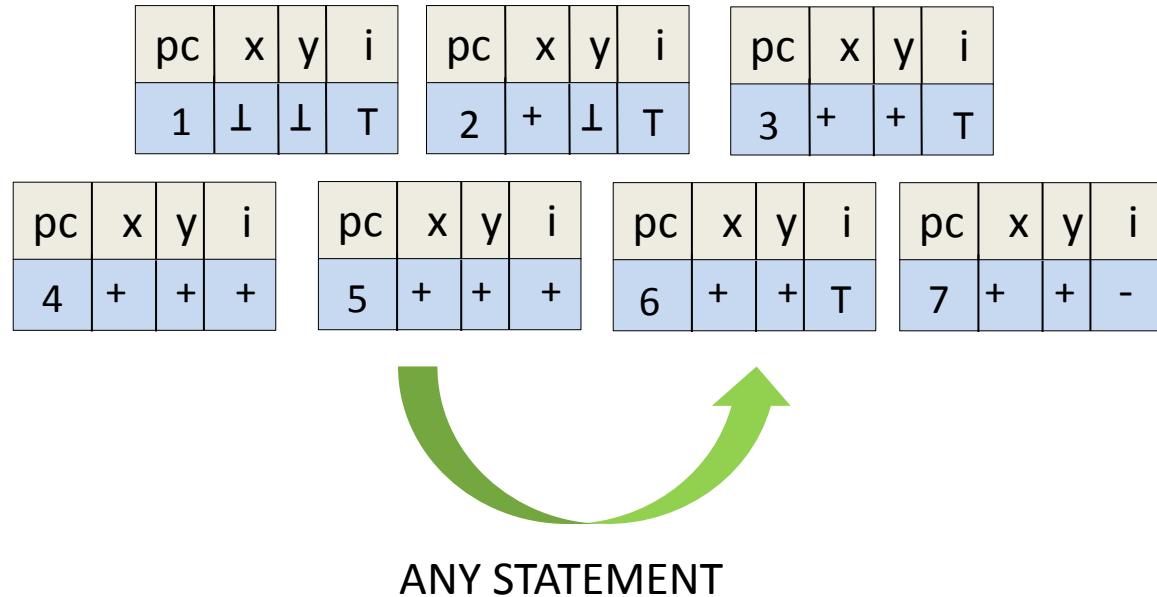 pc x y i pc x y i pc x y i
1 ⊥ ⊥ T 2 + ⊥ T 3 + + T
pc x y i pc x y i pc x y i pc x y i
4 + + + 5 + + + 6 + + T 7 + + -
ANY STATEMENT